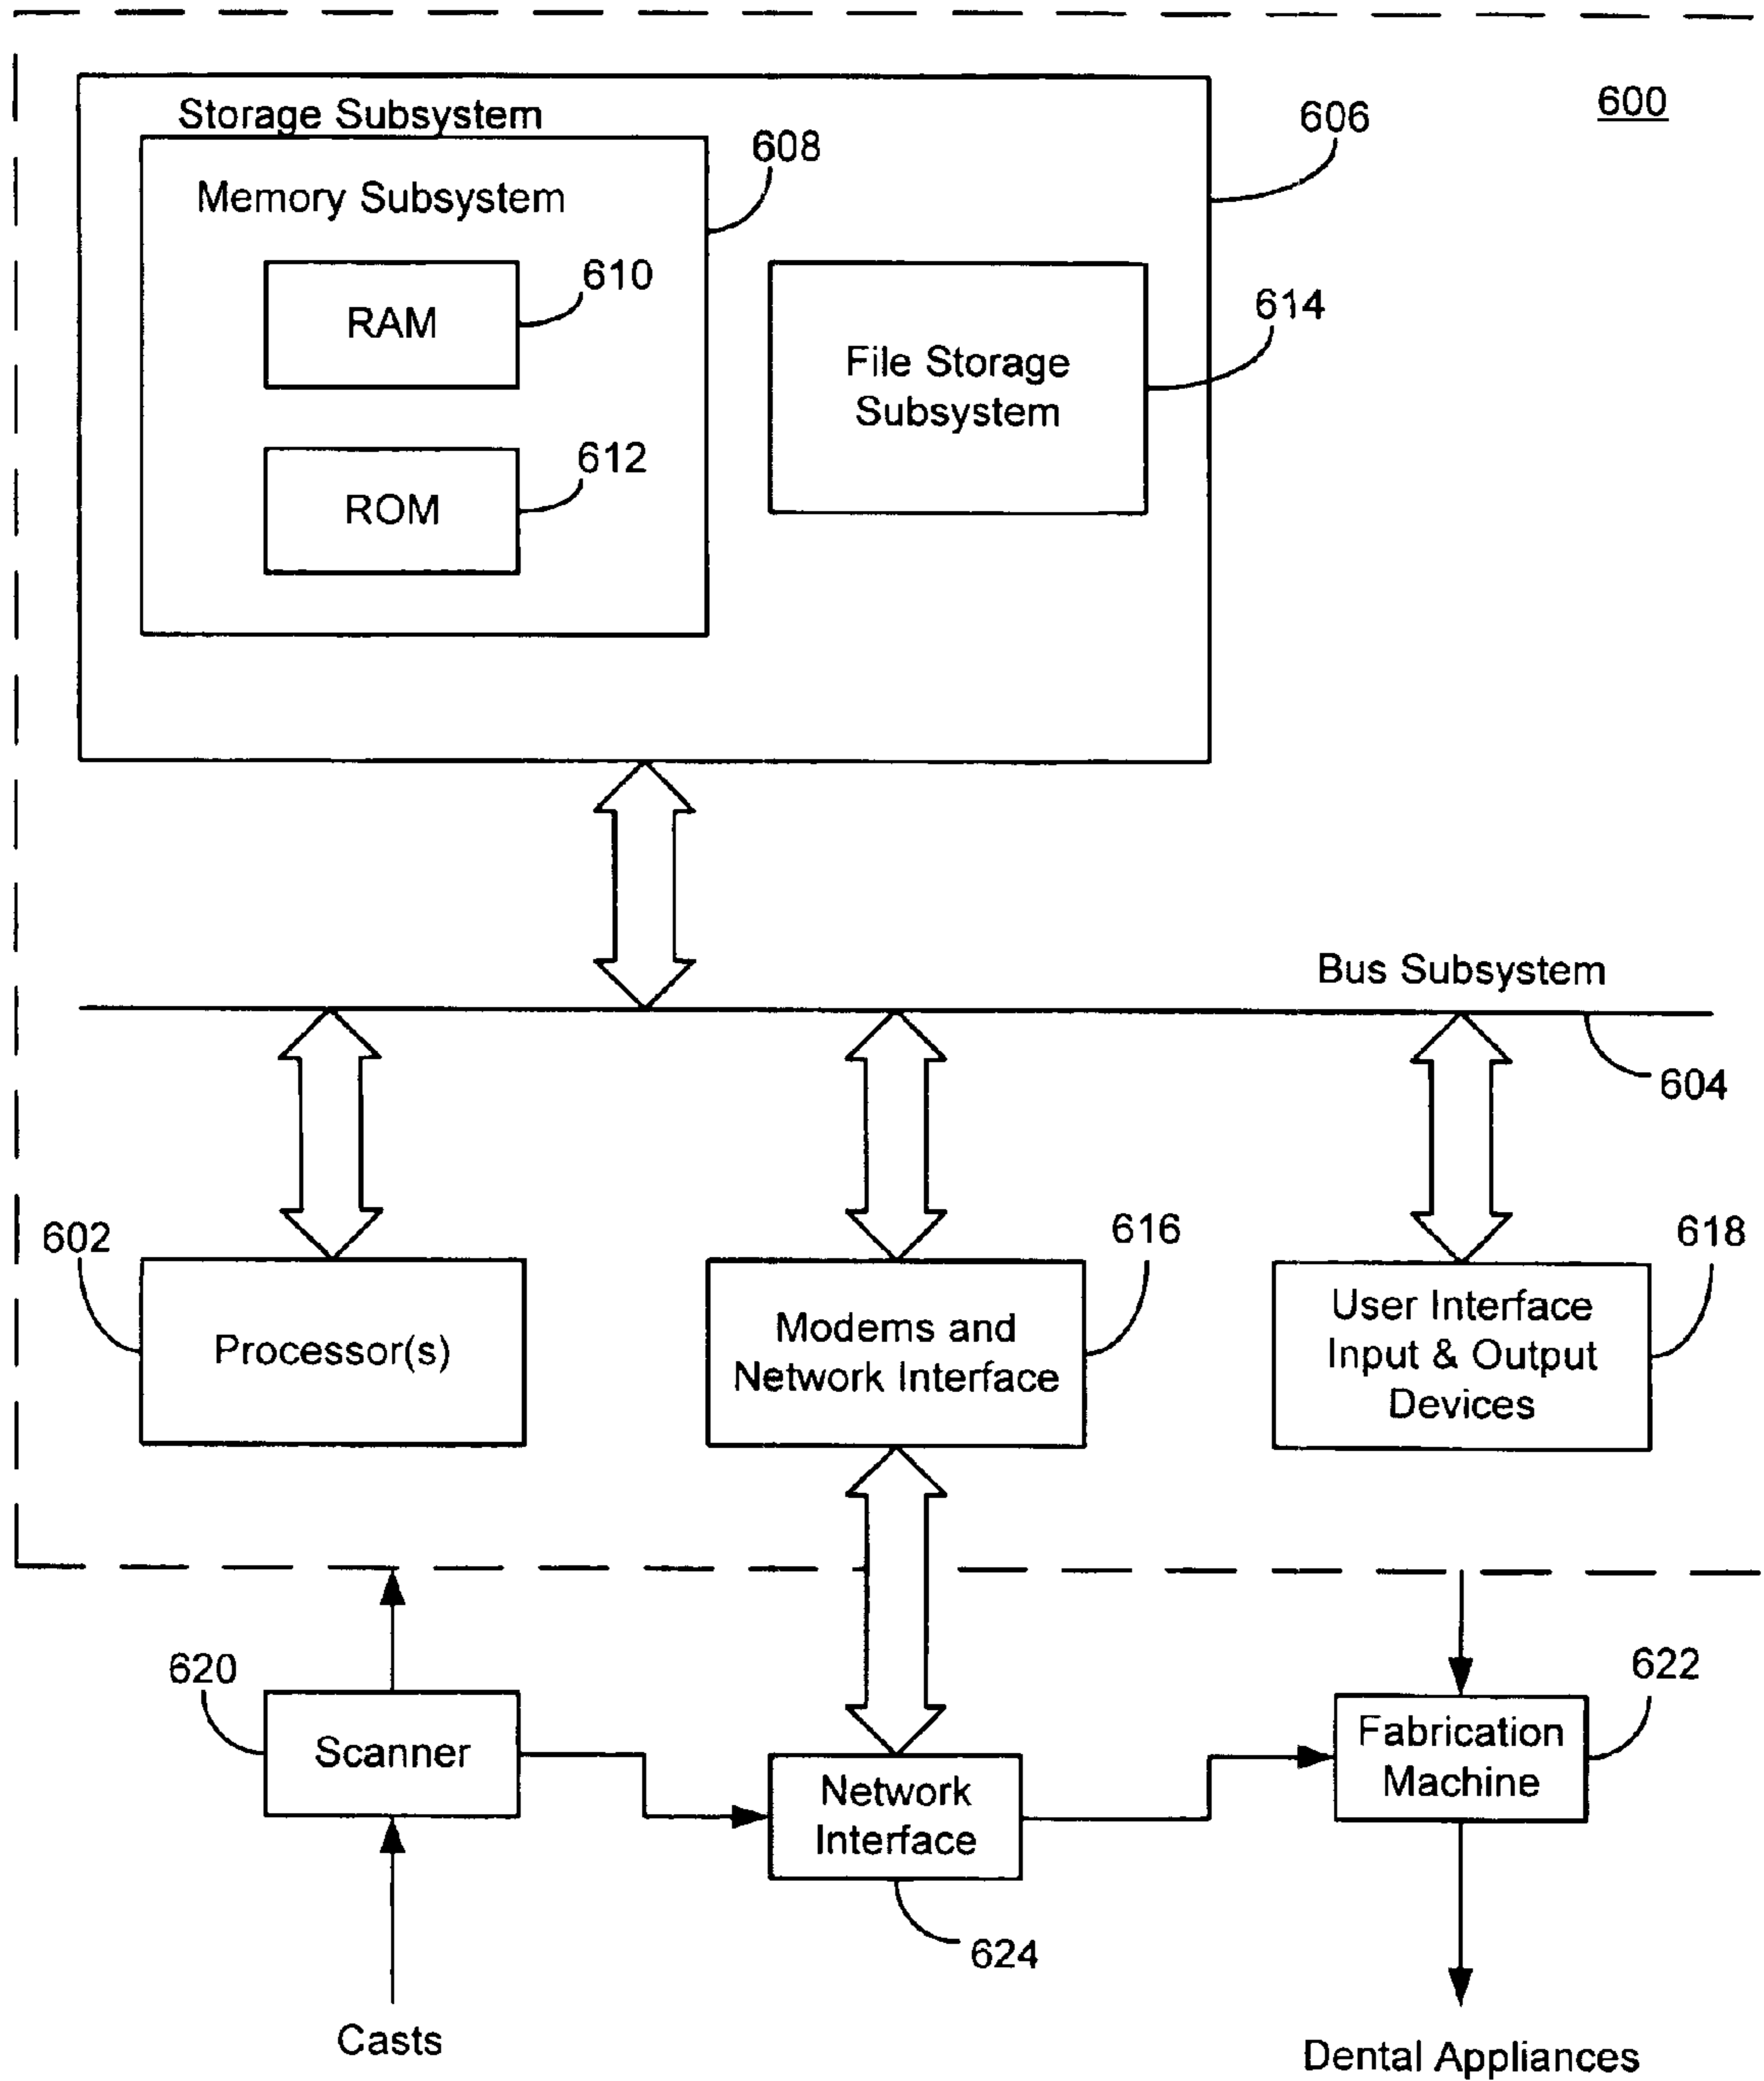 600
606
Storage Subsystem
608
Memory Subsystem
610
RAM
614
File Storage
Subsystem
612
ROM
Bus Subsystem
604
602
616
618
Processor(s)
Modems and
Network Interface
User Interface
Input & Output
Devices
620
622
Scanner
Network
Interface
Fabrication
Machine
624
Casts
Dental Appliances